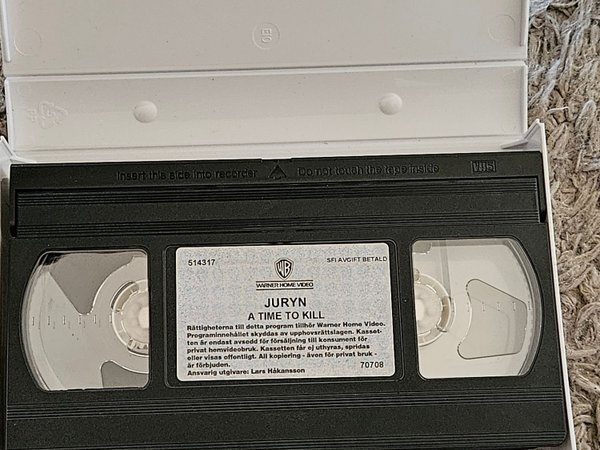 Insert this side into recorder Do not touch the tape inside VHS
514317 SFI AVGIFT BETALD
WB
WARNER HOME VIDEO
JURYN
A TIME TO KILL
Rättigheterna till detta program tillhör Warner Home Video.
Programinnehållet skyddas av upphovsrättslagen. Kasset-
ten är endast avsedd för försäljning till konsument för
privat hemvideobruk. Kassetten får ej uthyras, spridas
eller visas offentligt. All kopiering - även för privat bruk -
är förbjuden.
Ansvarig utgivare: Lars Håkansson 70708